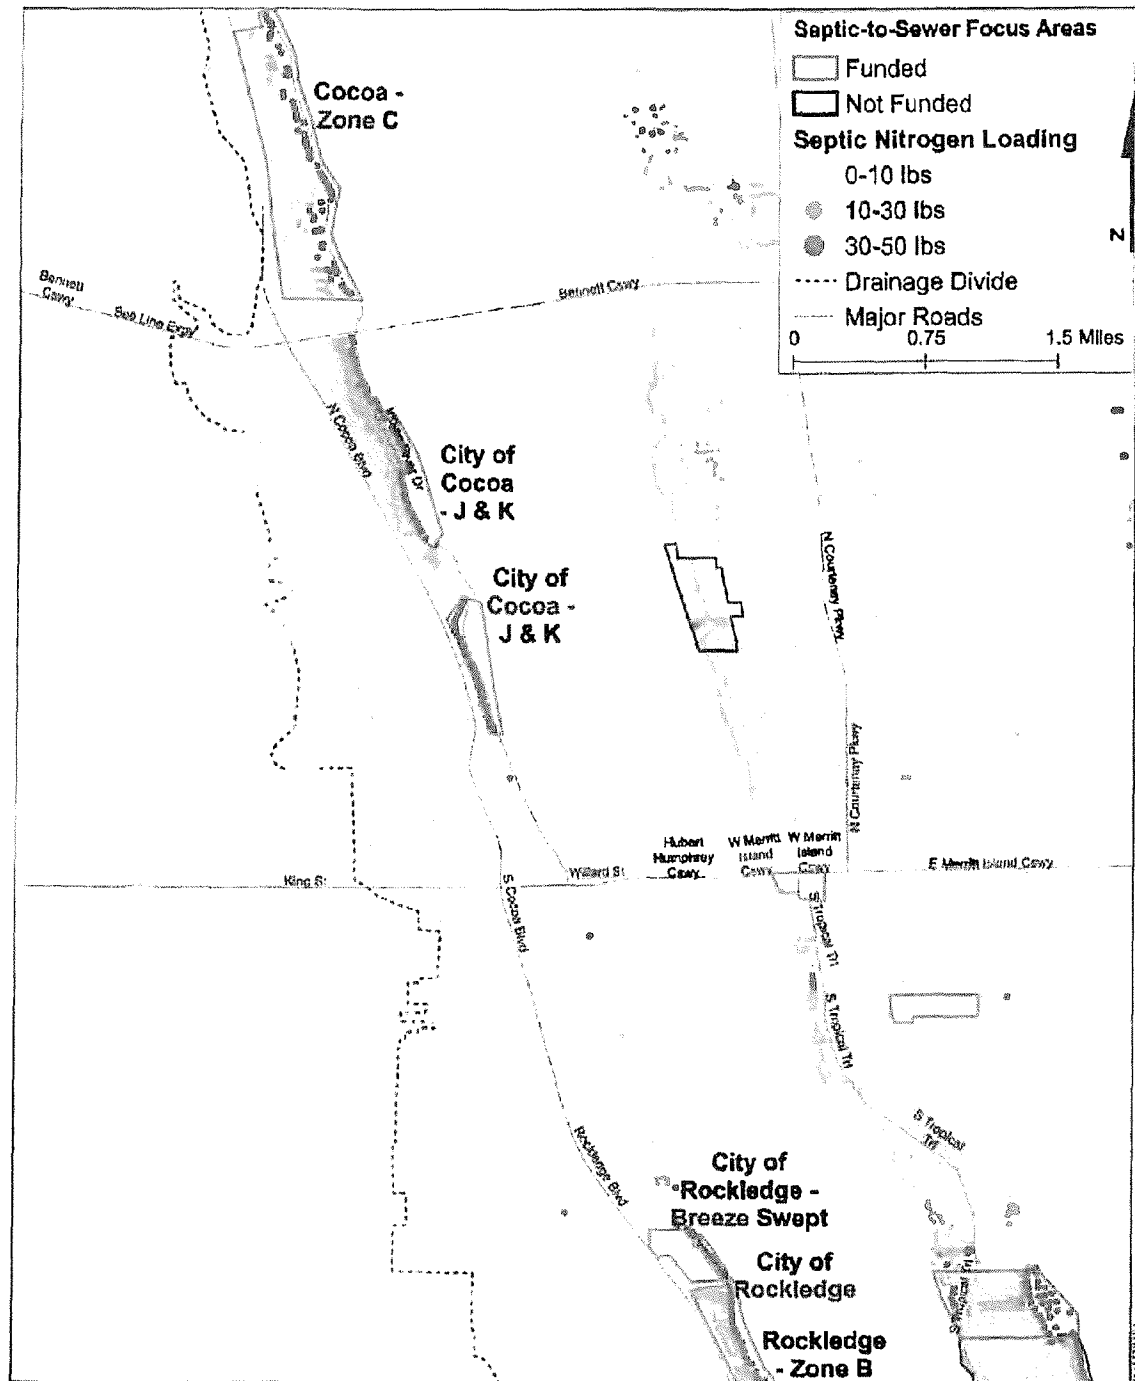 Septic-to-Sewer Focus Areas
Funded
Not Funded
Septic Nitrogen Loading
0-10 lbs
10-30 lbs
30-50 lbs
Drainage Divide
Major Roads
0 0.75 1.5 Miles
N
Cocoa -
Zone C
Bennett
Cswy
Bee Line Expy
Bennett Cswy
N Cocoa Blvd
City of
Cocoa
- J & K
City of
Cocoa -
J & K
N Courtenay Pkwy
N Courtenay Pkwy
Hubert
Humphrey
Cswy
W Merritt
Island
Cswy
W Merritt
Island
Cswy
E Merritt Island Cswy
King St
Willard St
S Cocoa Blvd
S Tropical Trl
S Tropical Trl
S Tropical
Trl
Rockledge Blvd
City of
Rockledge -
Breeze Swept
City of
Rockledge
S Tropical Trl
Rockledge
- Zone B